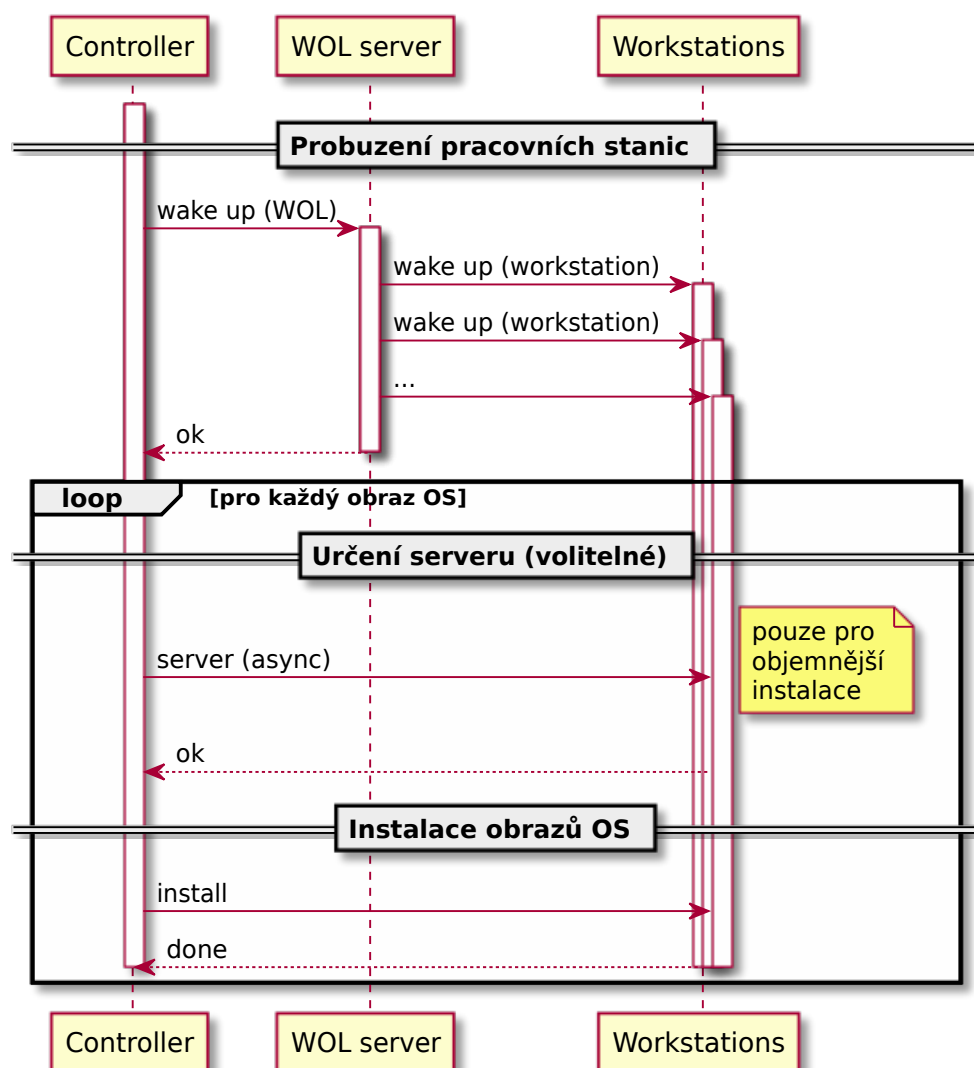 Controller
WOL server
Workstations
Probuzení pracovních stanic
wake up (WOL)
wake up (workstation)
wake up (workstation)
...
ok
loop
[pro každý obraz OS]
Určení serveru (volitelné)
pouze pro
objemnější
instalace
server (async)
ok
Instalace obrazů OS
install
done
Controller
WOL server
Workstations